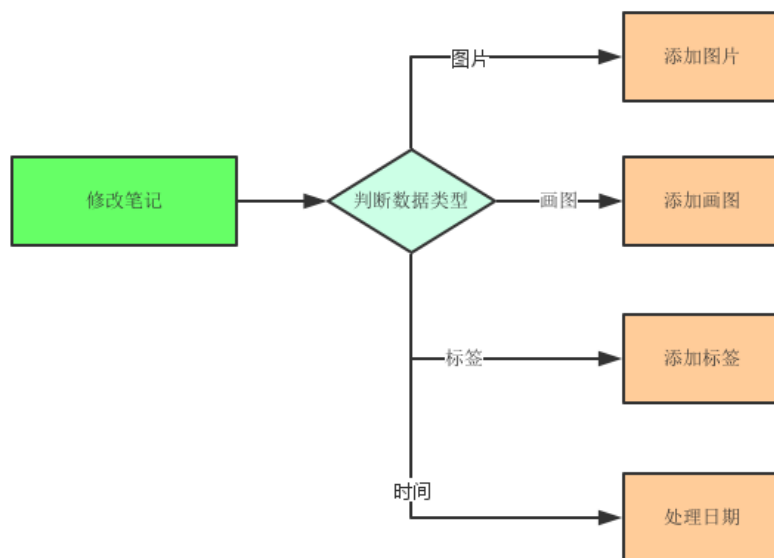 图片
添加图片
修改笔记
判断数据类型
画图
添加画图
标签
添加标签
时间
处理日期